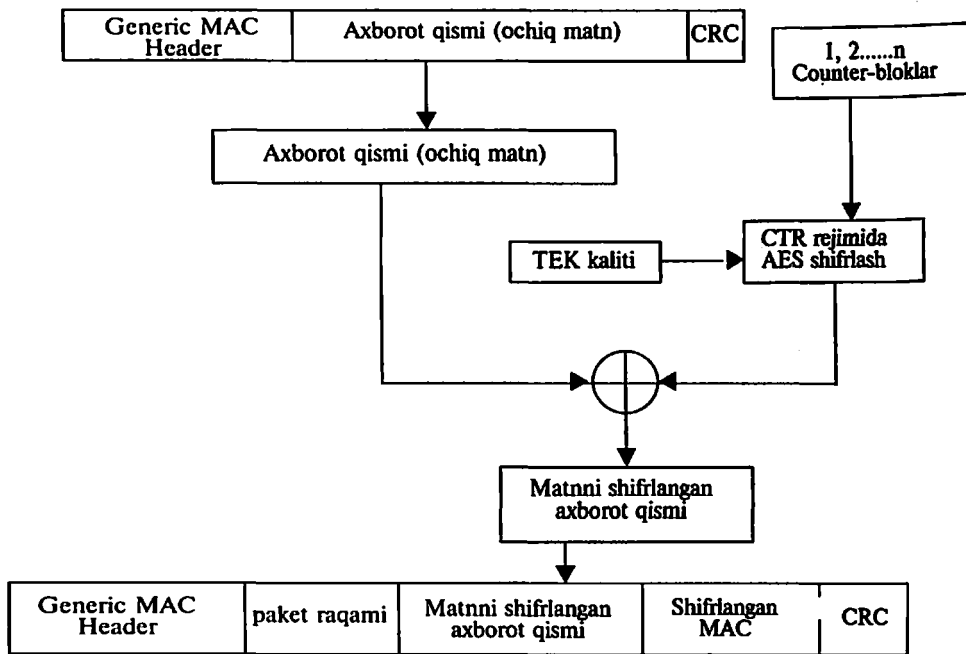 Generic MAC
Header
Axborot qismi (ochiq matn)
CRC
1, 2......n
Counter-bloklar
Axborot qismi (ochiq matn)
TEK kaliti
CTR rejimida
AES shifrlash
Matnni shifrlangan
axborot qismi
Generic MAC
Header
paket raqami
Matnni shifrlangan
axborot qismi
Shifrlangan
MAC
CRC